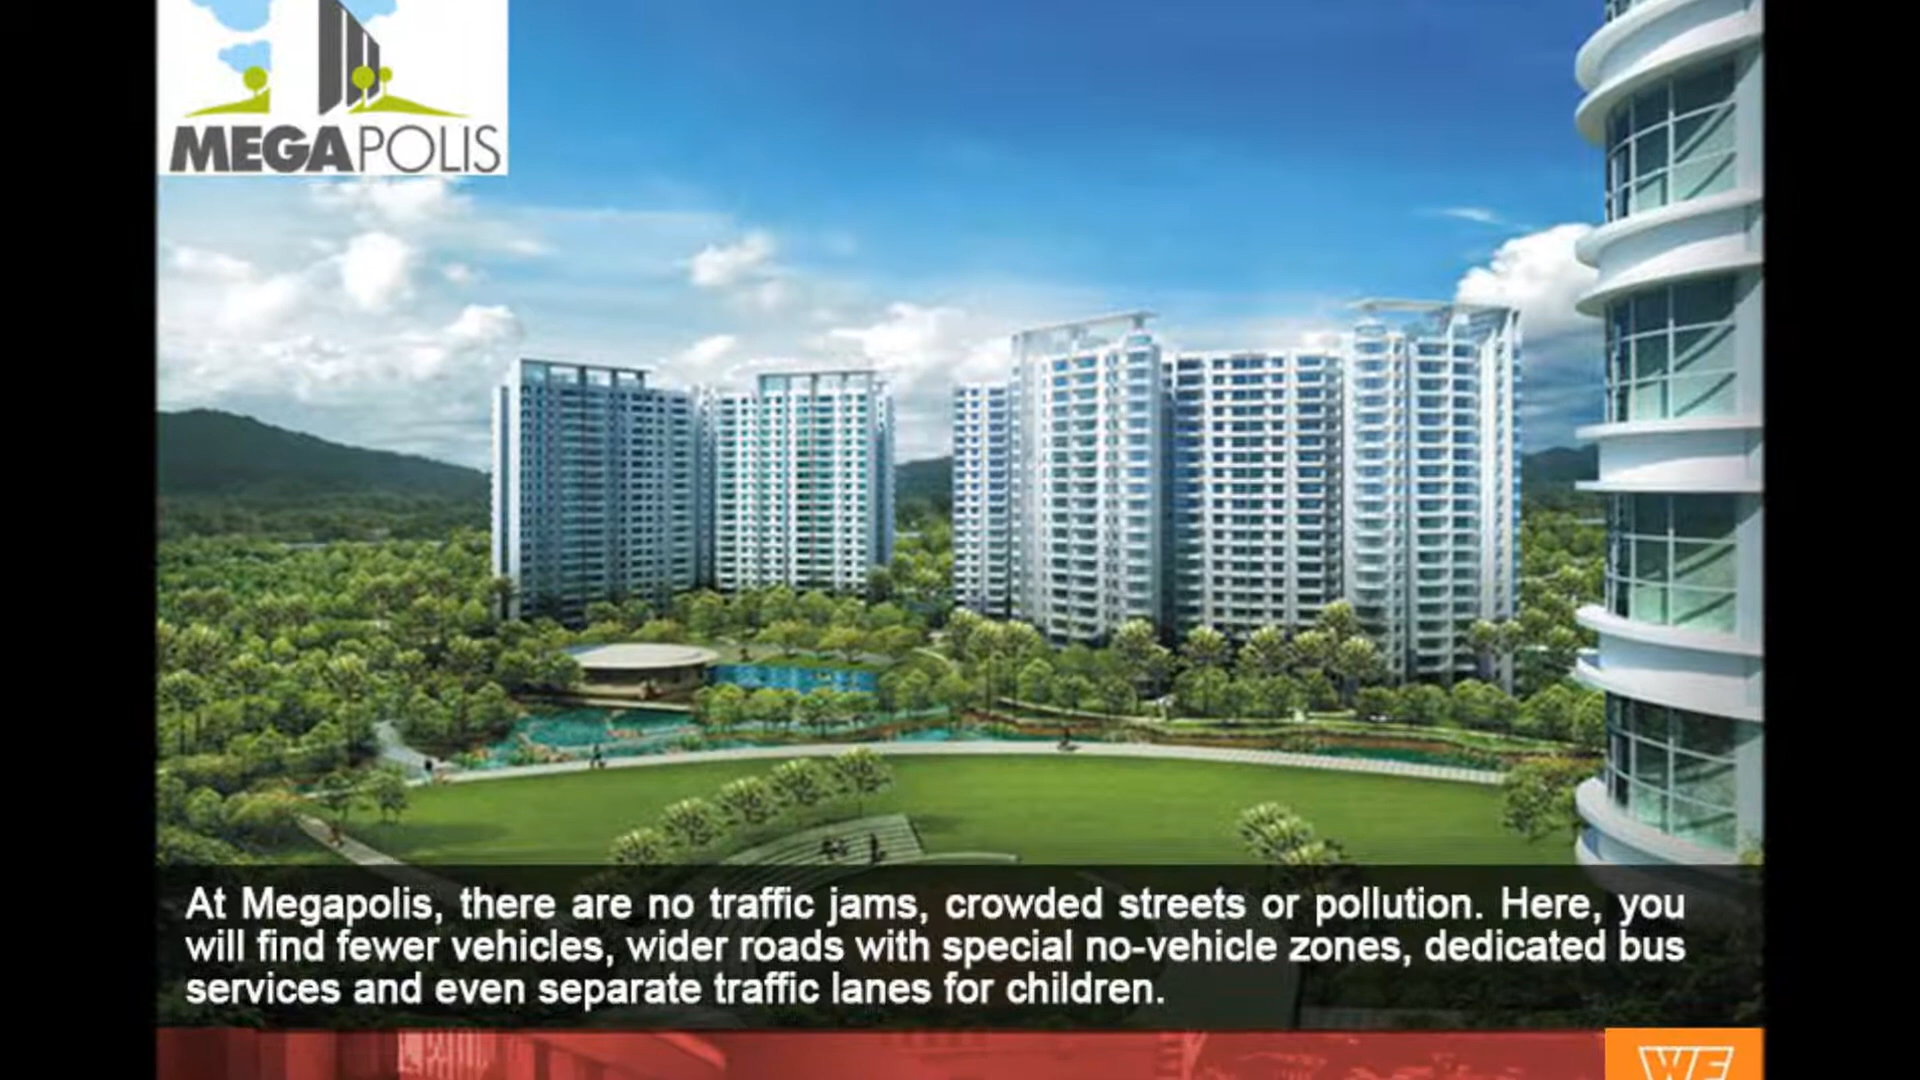 MEGAPOLIS
At Megapolis, there are no traffic jams, crowded streets or pollution. Here, you
will find fewer vehicles, wider roads with special no-vehicle zones, dedicated bus
services and even separate traffic lanes for children.